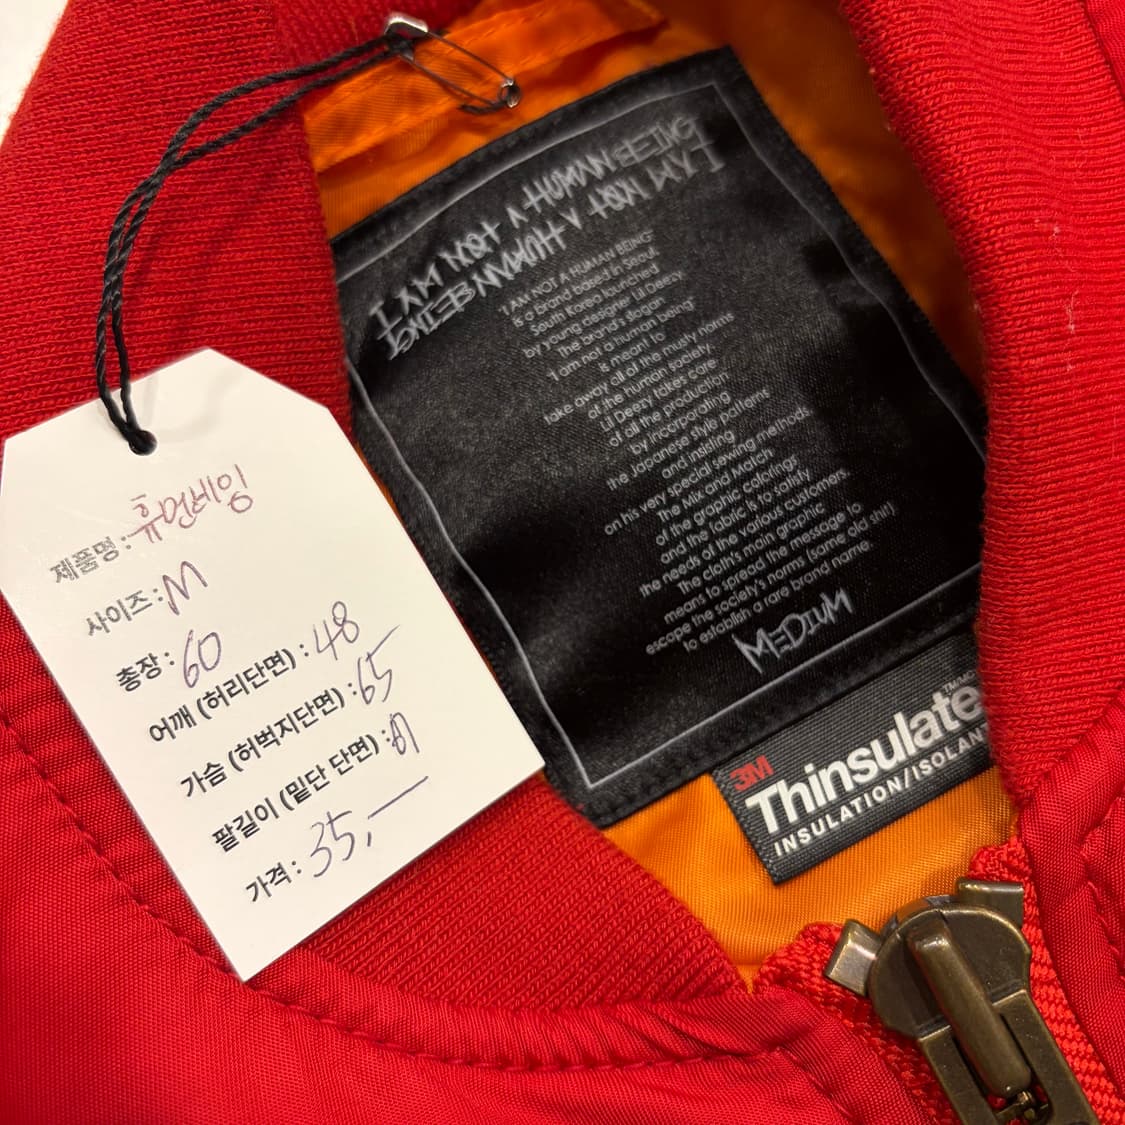 제품명 : 휴먼베잉
사이즈 : M
총장 : 60
어깨 (허리단면) : 48
가슴 (허벅지단면) : 65
팔길이 (밑단 단면) : 61
가격 : 35,—
I AM NOT A HUMAN BEEING
I AM NOT A HUMAN BEEING
"I AM NOT A HUMAN BEING"
is a brand based in Seoul
South Korea launched
by young designer Lil Deezy.
The brand's slogan
"I am not a human being"
is meant to
take away all of the musty norms
of the human society.
Lil Deezy takes care
of all the production
by incorporating
the Japanese style patterns
and insisting
on his very special sewing methods.
The Mix and Match
of the graphic colorings
and the fabric is to satisfy
the needs of the various customers.
The cloth's main graphic
means to spread the message to
escape the society's norms (same old shit)
to establish a rare brand name.
MEDIUM
3M
Thinsulate
INSULATION/ISOLAN